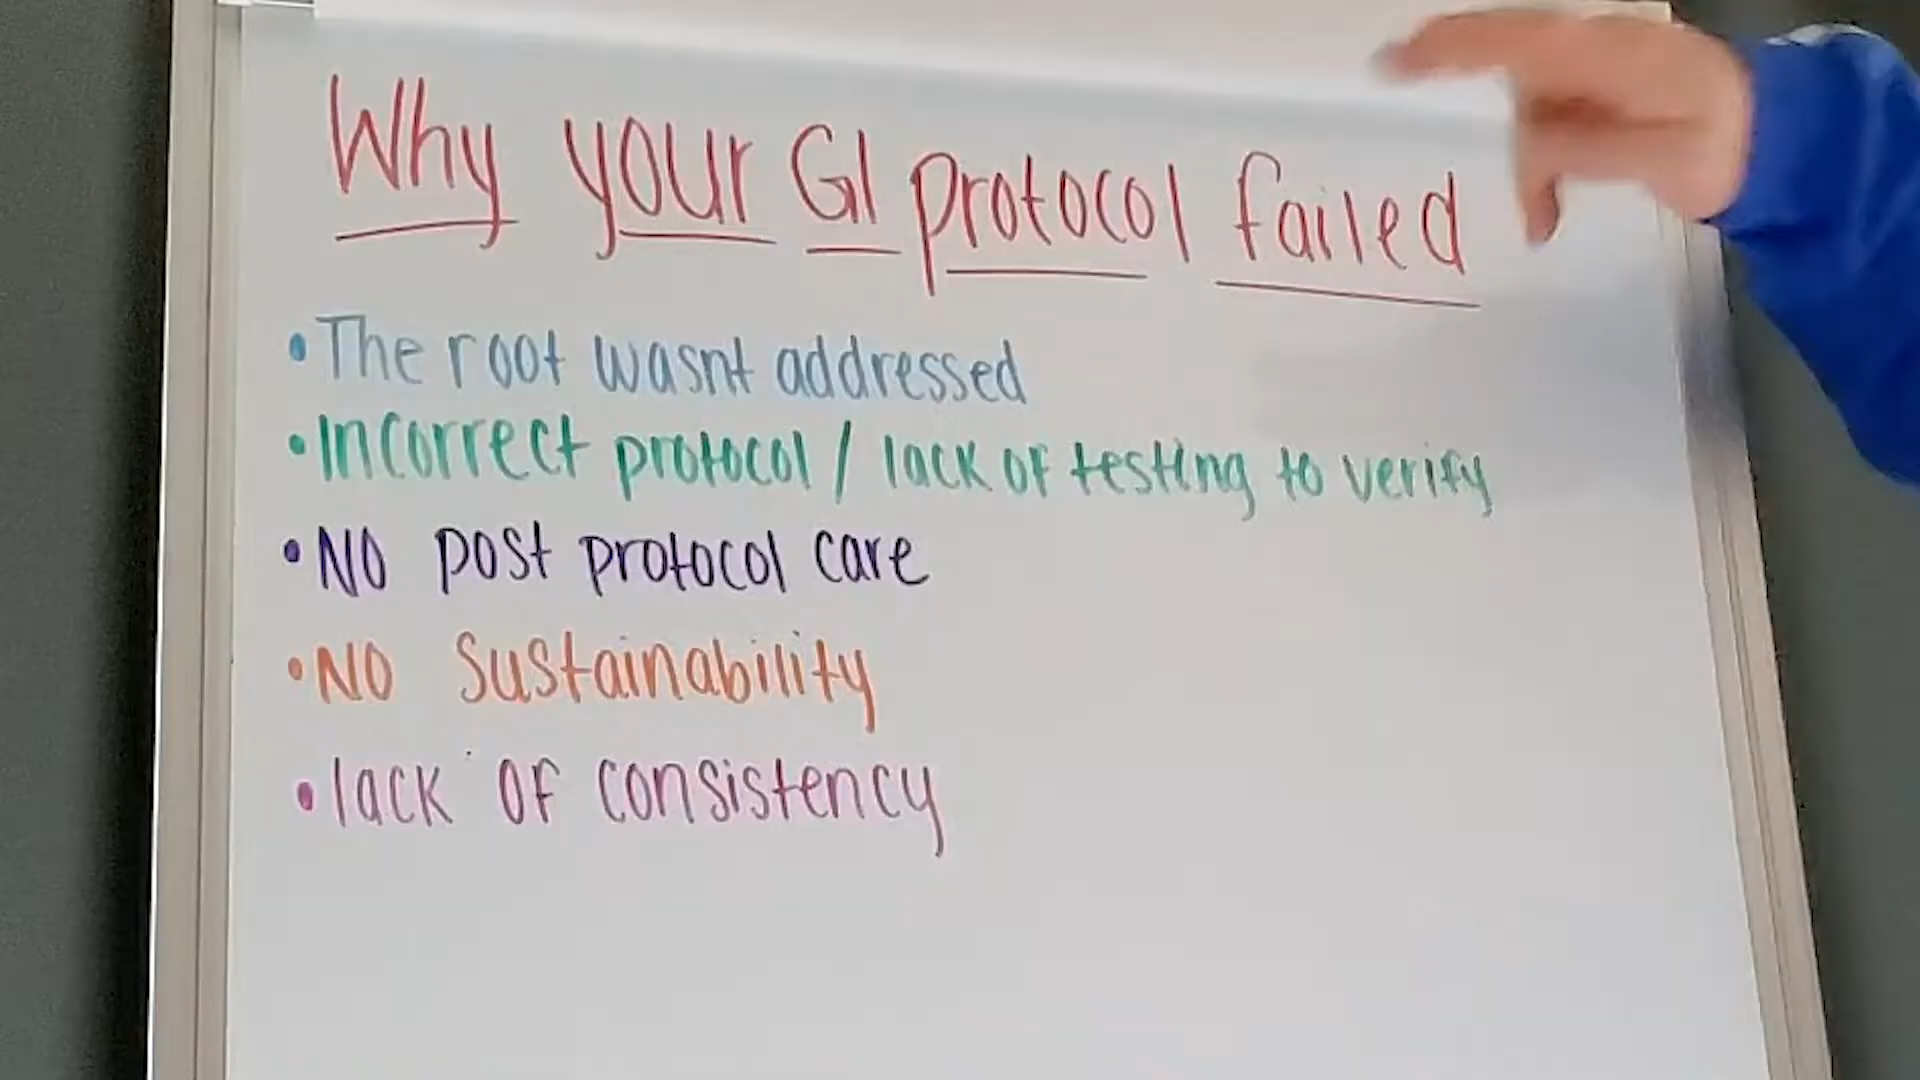 Why your GI protocol failed
• The root wasnt addressed
• Incorrect protocol / lack of testing to verify
• NO post protocol care
• NO Sustainability
• lack of consistency